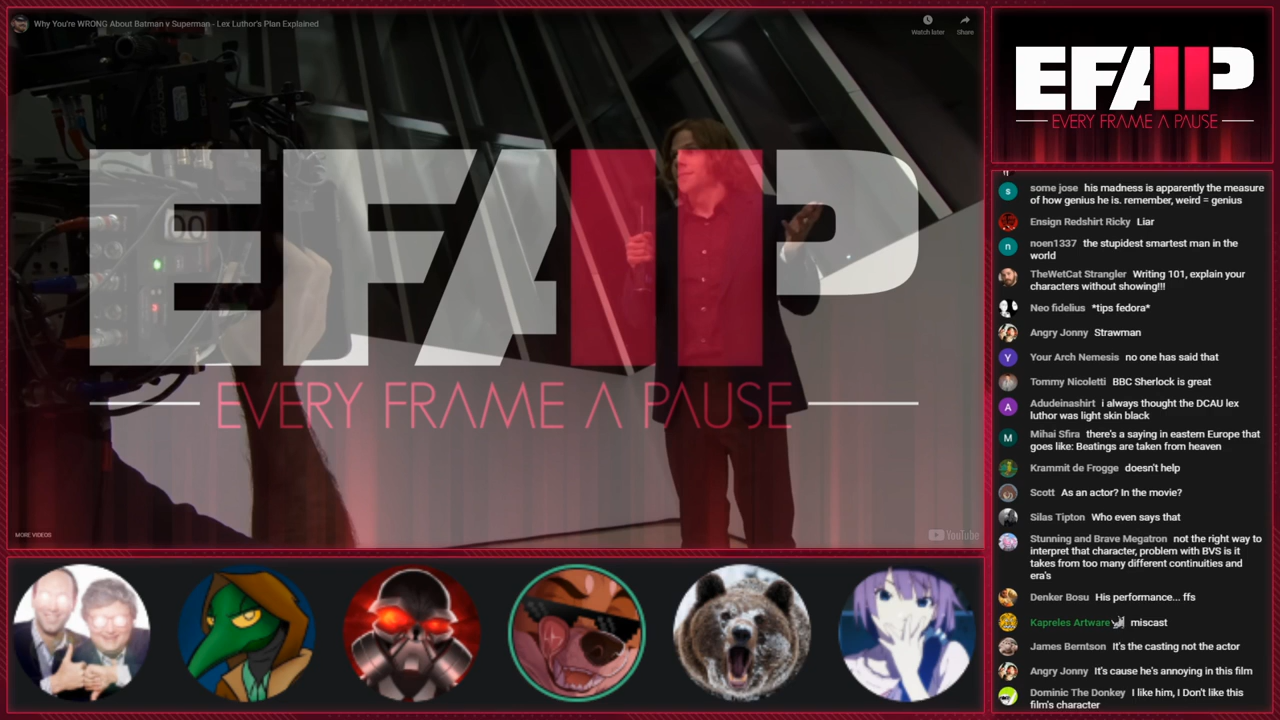 Why You're WRONG About Batman v Superman - Lex Luthor's Plan Explained
Watch later
Share
EFAP
EVERY FRAME A PAUSE
MORE VIDEOS
YouTube
EFAP
EVERY FRAME A PAUSE
some jose his madness is apparently the measure
of how genius he is. remember, weird = genius
Ensign Redshirt Ricky Liar
noen1337 the stupidest smartest man in the
world
TheWetCat Strangler Writing 101, explain your
characters without showing!!!
Neo fidelius *tips fedora*
Angry Jonny Strawman
Your Arch Nemesis no one has said that
Tommy Nicoletti BBC Sherlock is great
Adudeinashirt i always thought the DCAU lex
luthor was light skin black
Mihai Sfira there's a saying in eastern Europe that
goes like: Beatings are taken from heaven
Krammit de Frogge doesn't help
Scott As an actor? In the movie?
Silas Tipton Who even says that
Stunning and Brave Megatron not the right way to
interpret that character, problem with BVS is it
takes from too many different continuities and
era's
Denker Bosu His performance... ffs
Kapreles Artware miscast
James Berntson It's the casting not the actor
Angry Jonny It's cause he's annoying in this film
Dominic The Donkey I like him, I Don't like this
film's character